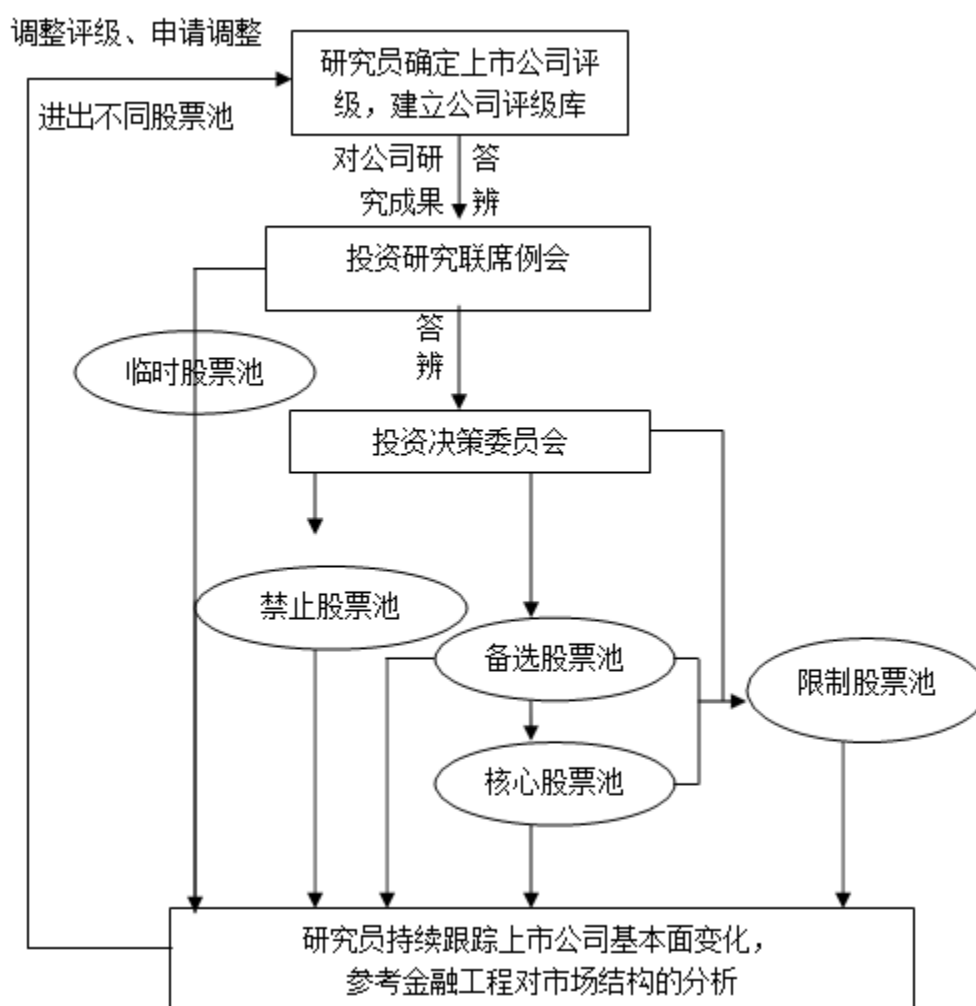 调整评级、申请调整
进出不同股票池
研究员确定上市公司评
级，建立公司评级库
对公司研
究成果
答
辨
投资研究联席例会
答
辨
临时股票池
投资决策委员会
禁止股票池
备选股票池
限制股票池
核心股票池
研究员持续跟踪上市公司基本面变化，
参考金融工程对市场结构的分析